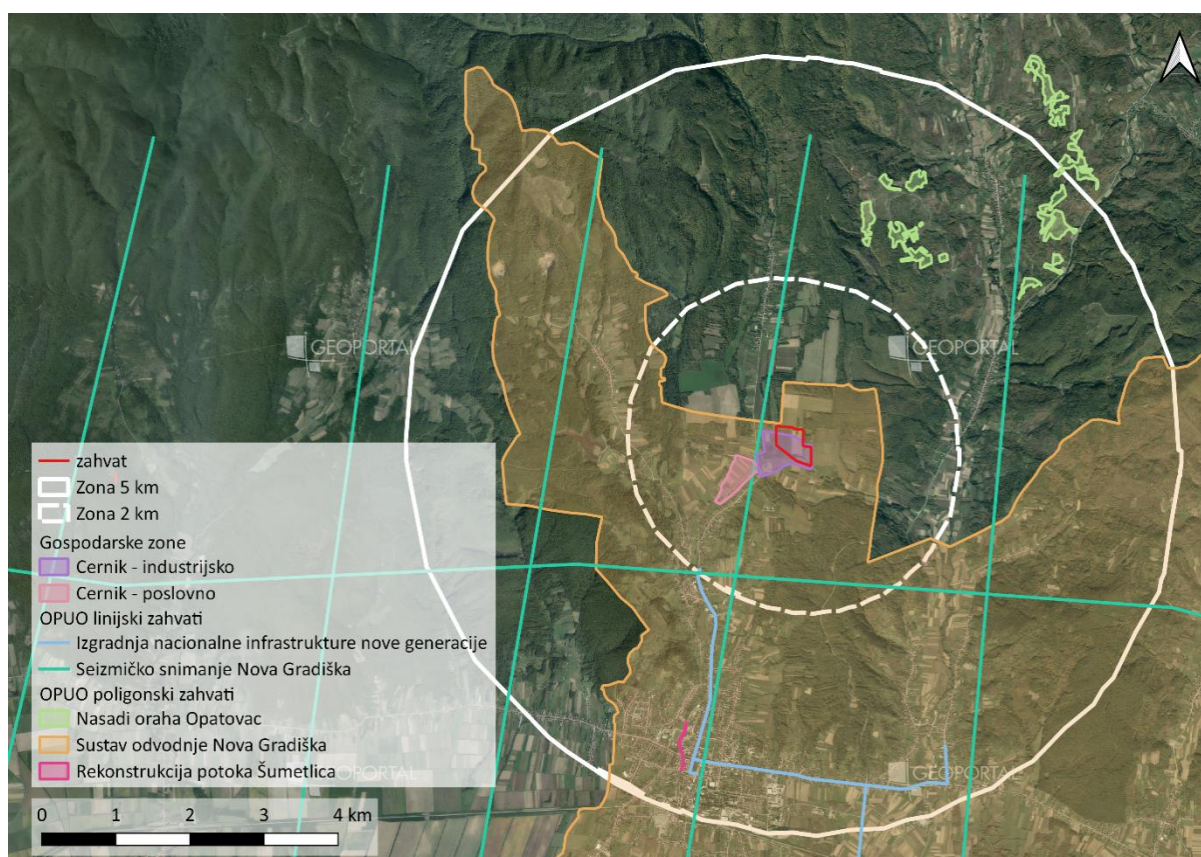 GEOPORTAL
GEOPORTAL
zahvat
Zona 5 km
Zona 2 km
Gospodarske zone
Cernik - industrijsko
Cernik - poslovno
OPUO linijski zahvati
Izgradnja nacionalne infrastrukture nove generacije
Seizmičko snimanje Nova Gradiška
OPUO poligonski zahvati
Nasadi oraha Opatovac
Sustav odvodnje Nova Gradiška
Rekonstrukcija potoka Šumetlica
GEOPORTAL
GEOPORTAL
0 1 2 3 4 km